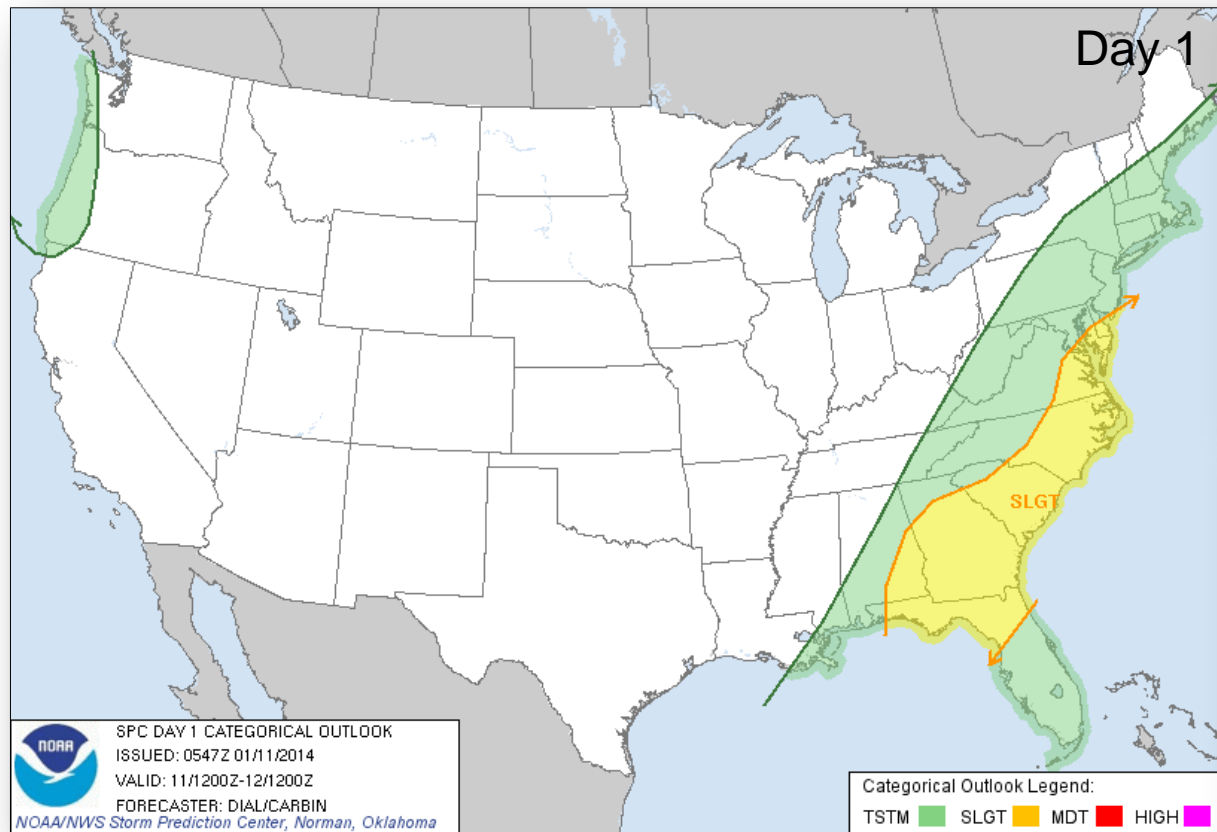 Day 1
SLGT
SPC DAY 1 CATEGORICAL OUTLOOK
ISSUED: 0547Z 01/11/2014
VALID: 11/1200Z-12/1200Z
FORECASTER: DIAL/CARBIN
NOAA/NWS Storm Prediction Center, Norman, Oklahoma
NOAA
Categorical Outlook Legend:
TSTM SLGT MDT HIGH